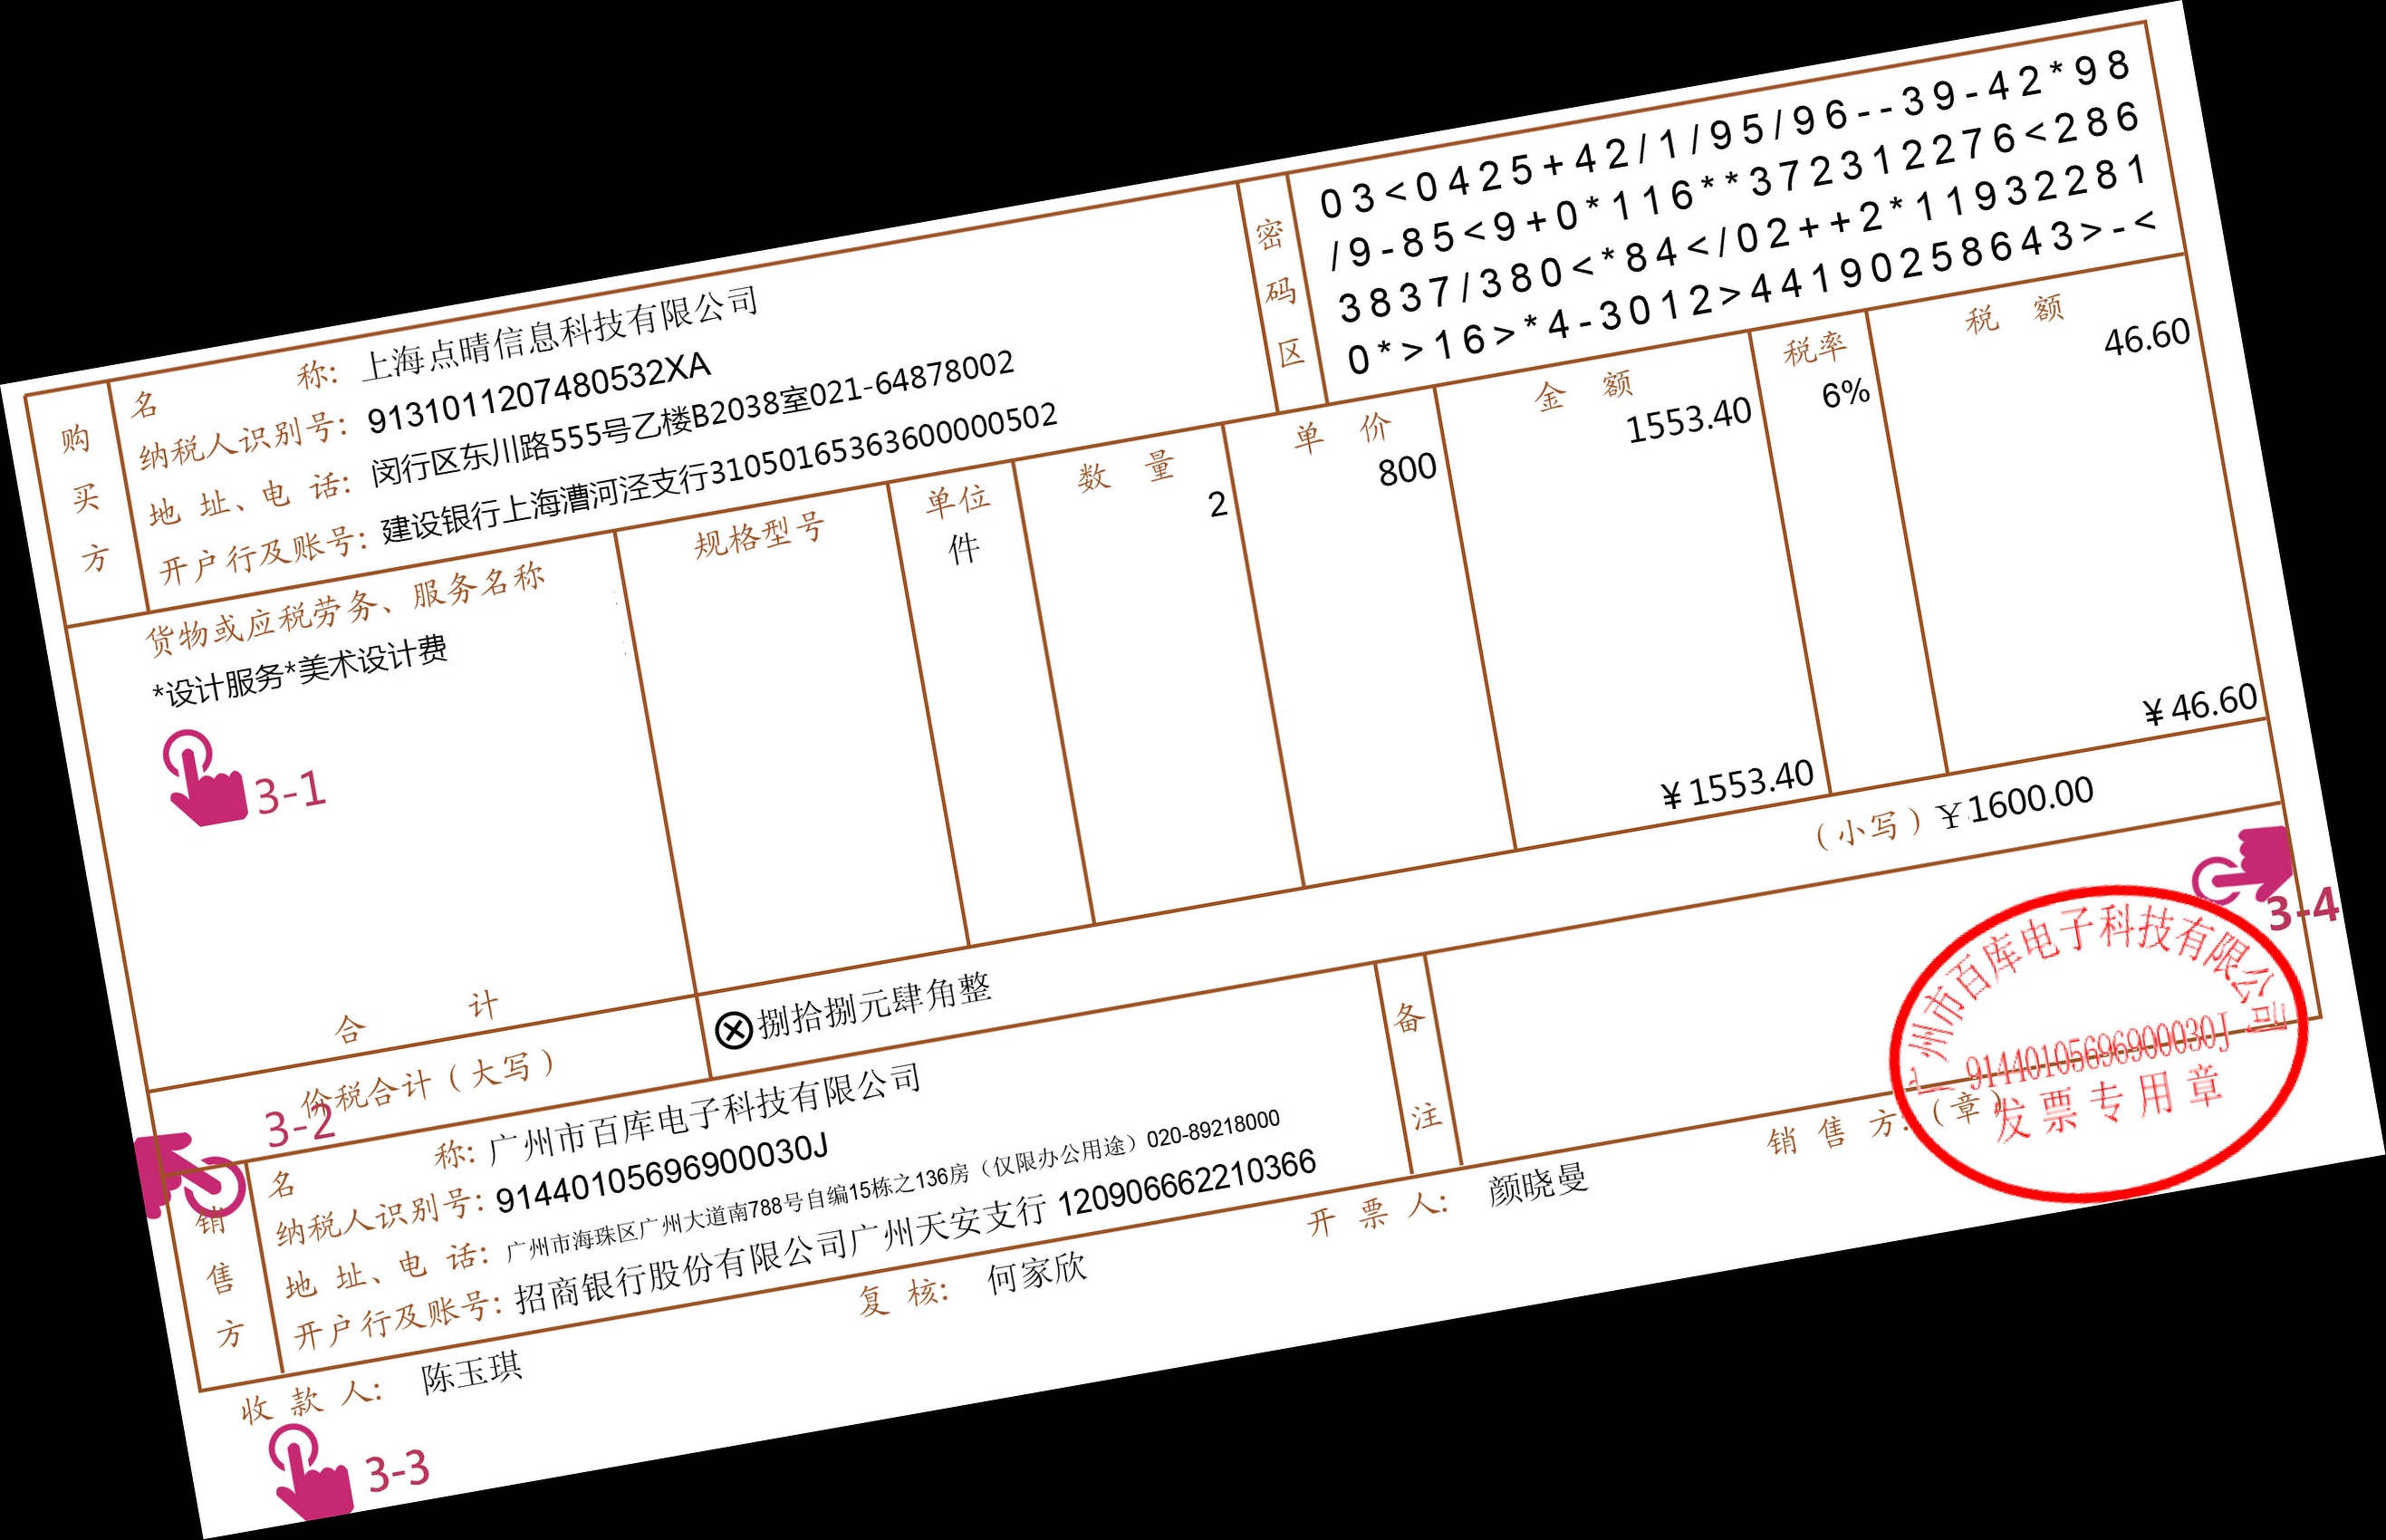 购买方
名 称: 上海点晴信息科技有限公司
纳税人识别号: 9131011207480532XA
地 址、电 话: 闵行区东川路555号乙楼B2038室021-64878002
开户行及账号: 建设银行上海漕河泾支行31050165363600000502
密码区
03<0425+42/1/95/96--39-42*98
/9-85<9+0*116**372312276<286
3837/380<*84</02++2*11932281
0*>16>*4-3012>44190258643>-<
货物或应税劳务、服务名称 规格型号 单位 数 量 单 价 金 额 税率 税 额
*设计服务*美术设计费 件 2 800 1553.40 6% 46.60
3-1
合 计 ¥1553.40 ¥46.60
价税合计(大写) ⊗捌拾捌元肆角整 (小写)¥1600.00
3-2
3-4
销售方
名 称: 广州市百库电子科技有限公司
纳税人识别号: 91440105696900030J
地 址、电 话: 广州市海珠区广州大道南788号自编15栋之136房(仅限办公用途)020-89218000
开户行及账号: 招商银行股份有限公司广州天安支行 120906662210366
备注
广州市百库电子科技有限公司
91440105696900030J
发票专用章
收 款 人: 陈玉琪 复 核: 何家欣 开 票 人: 颜晓曼 销 售 方:(章)
3-3